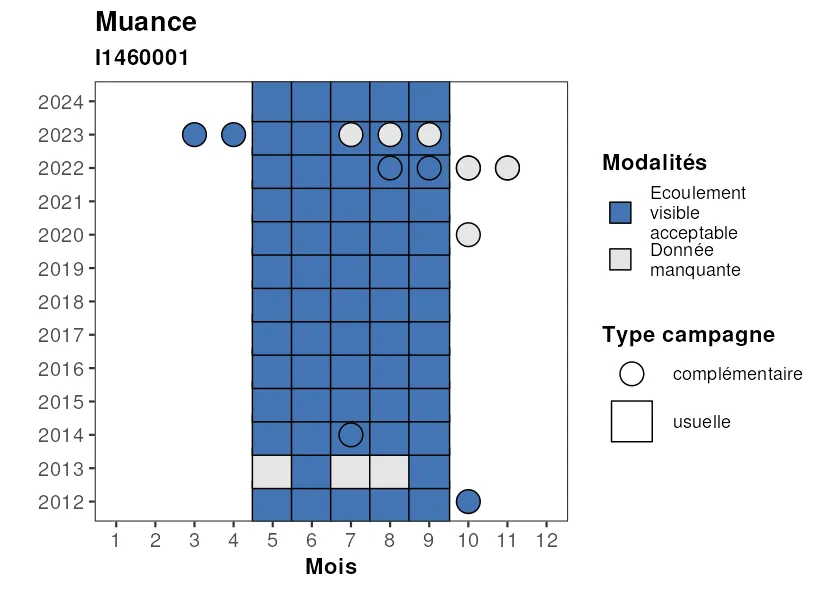 Muance
I1460001
2024
2023
2022
2021
2020
2019
2018
2017
2016
2015
2014
2013
2012
1 2 3 4 5 6 7 8 9 10 11 12
Mois
Modalités
Ecoulement
visible
acceptable
Donnée
manquante
Type campagne
complémentaire
usuelle